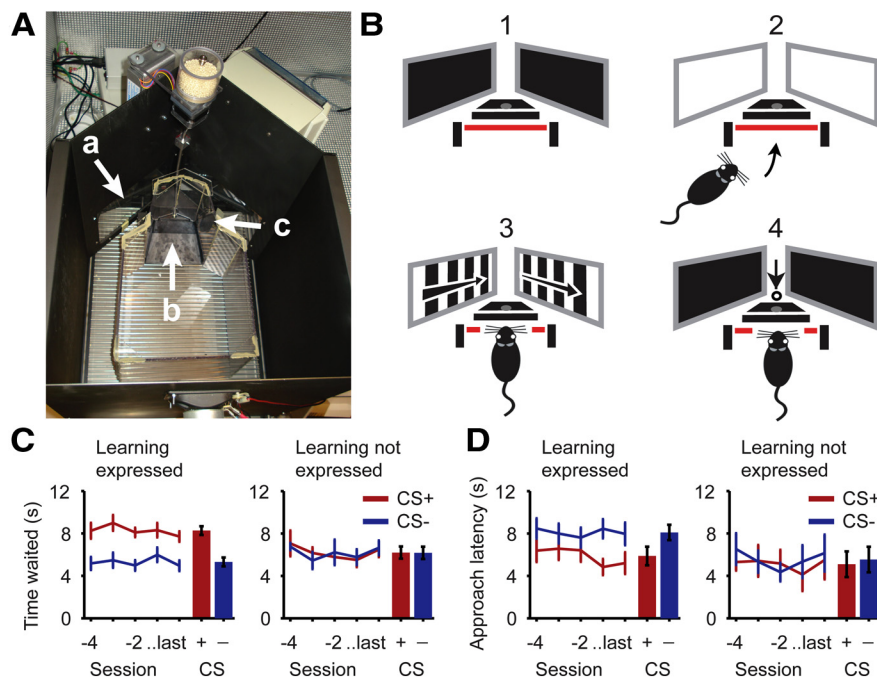 A
a
b
c
B
1
2
3
4
C
Learning
expressed
Learning not
expressed
Time waited (s)
12
8
4
0
-4
-2
..last
+
–
Session
CS
12
8
4
0
CS+
CS-
-4
-2
..last
+
–
Session
CS
D
Learning
expressed
Learning not
expressed
Approach latency (s)
12
8
4
0
-4
-2
..last
+
–
Session
CS
12
8
4
0
CS+
CS-
-4
-2
..last
+
–
Session
CS